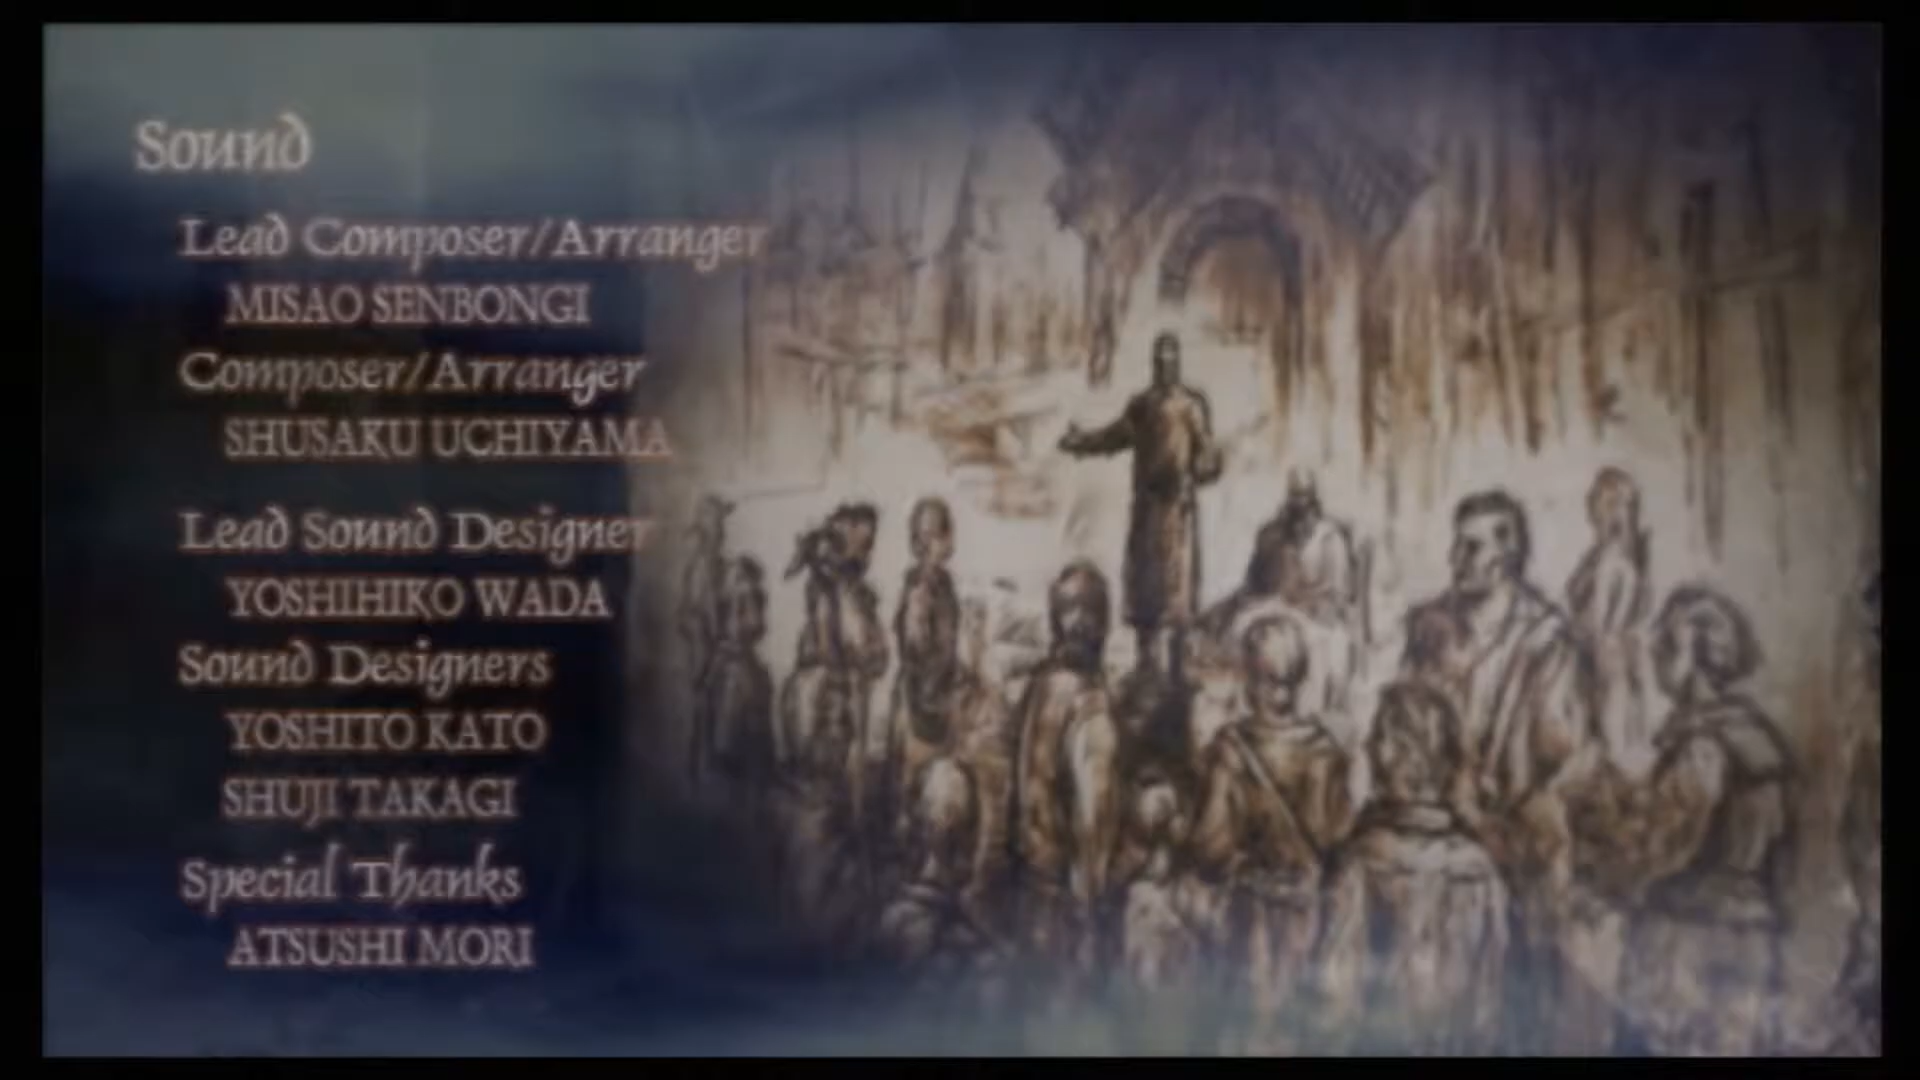 Sound
Lead Composer/Arranger
MISAO SENBONGI
Composer/Arranger
SHUSAKU UCHIYAMA
Lead Sound Designer
YOSHIHIKO WADA
Sound Designers
YOSHITO KATO
SHUJI TAKAGI
Special Thanks
ATSUSHI MORI